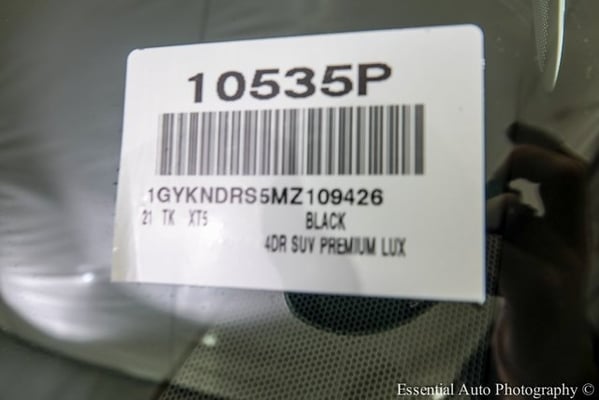 10535P
1GYKNDRS5MZ109426
21 TK XT5 BLACK
4DR SUV PREMIUM LUX
Essential Auto Photography ©